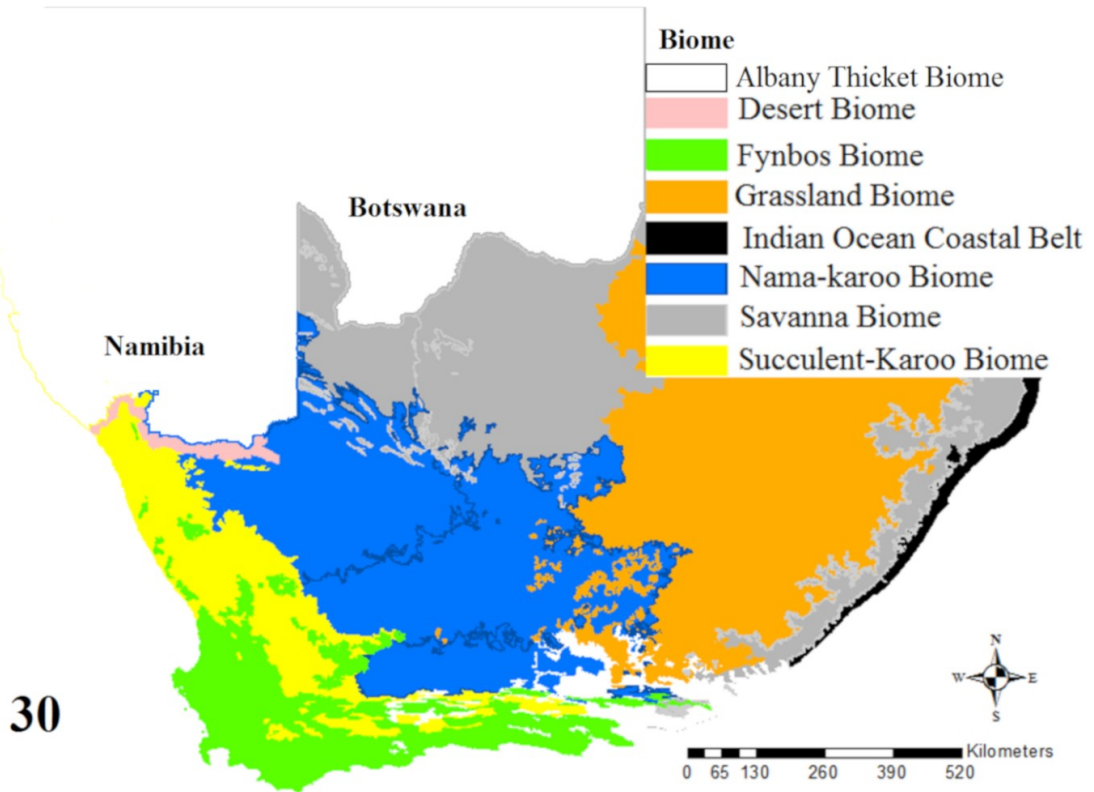 Biome
Albany Thicket Biome
Desert Biome
Fynbos Biome
Grassland Biome
Indian Ocean Coastal Belt
Nama-karoo Biome
Savanna Biome
Succulent-Karoo Biome
Botswana
Namibia
30
N
W E
S
Kilometers
0 65 130 260 390 520